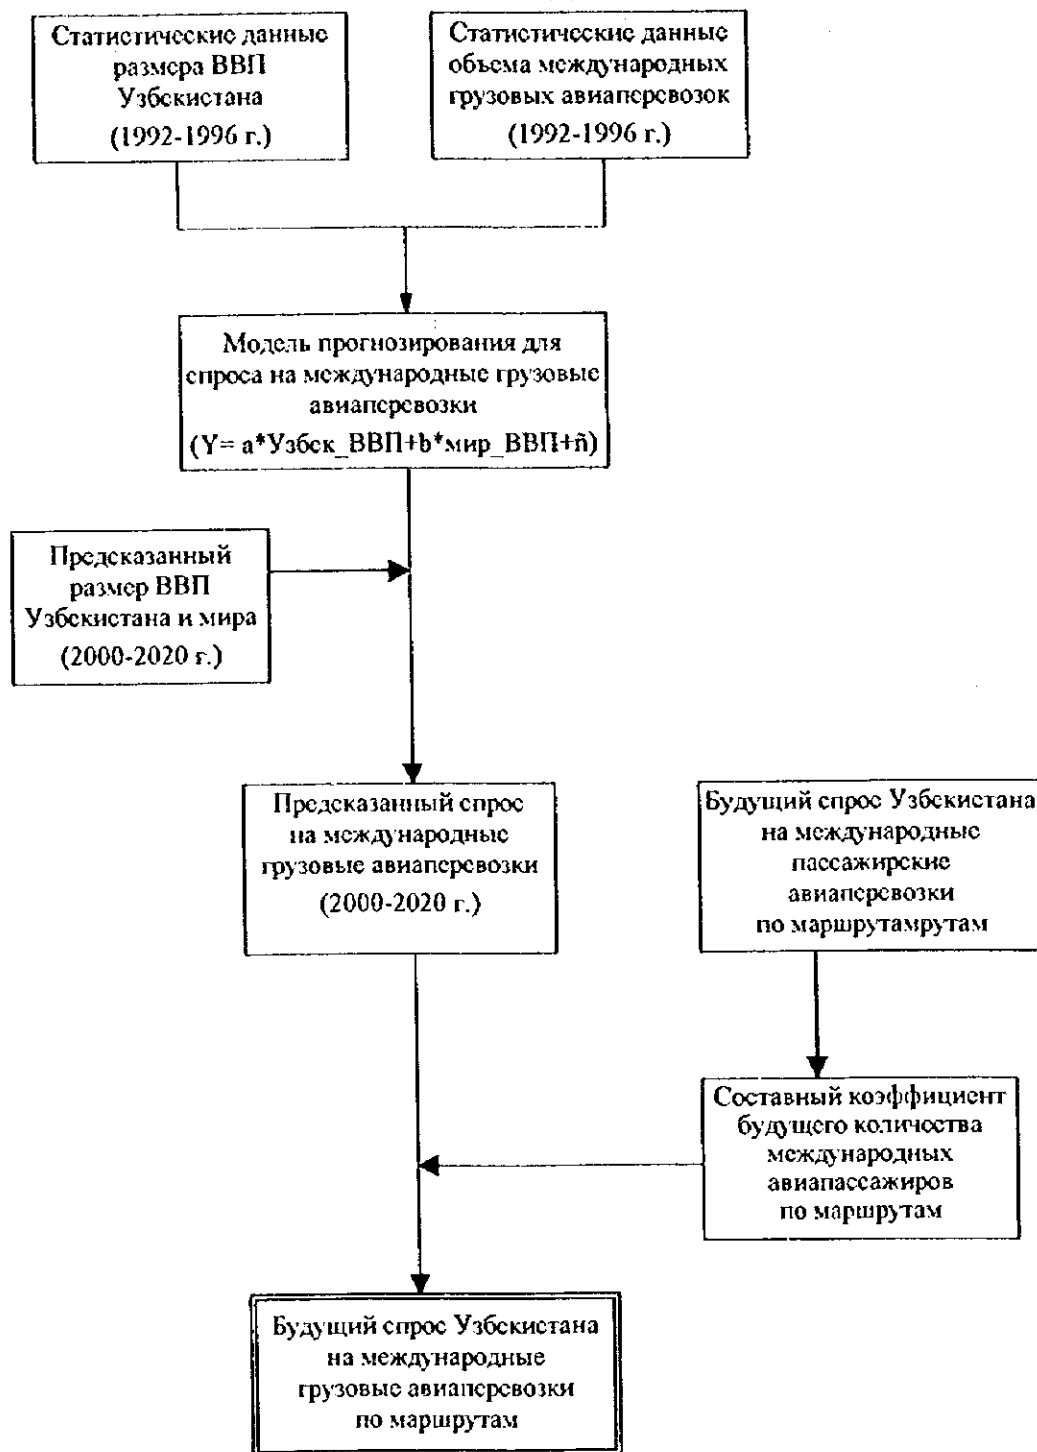 Статистические данные
размера ВВП
Узбекистана
(1992-1996 г.)
Статистические данные
объема международных
грузовых авиаперевозок
(1992-1996 г.)
Модель прогнозирования для
спроса на международные грузовые
авиаперевозки
(Y= a*Узбек_ВВП+b*мир_ВВП+ñ)
Предсказанный
размер ВВП
Узбекистана и мира
(2000-2020 г.)
Предсказанный спрос
на международные
грузовые авиаперевозки
(2000-2020 г.)
Будущий спрос Узбекистана
на международные
пассажирские
авиаперевозки
по маршрутамрутам
Составный коэффициент
будущего количества
международных
авиапассажиров
по маршрутам
Будущий спрос Узбекистана
на международные
грузовые авиаперевозки
по маршрутам